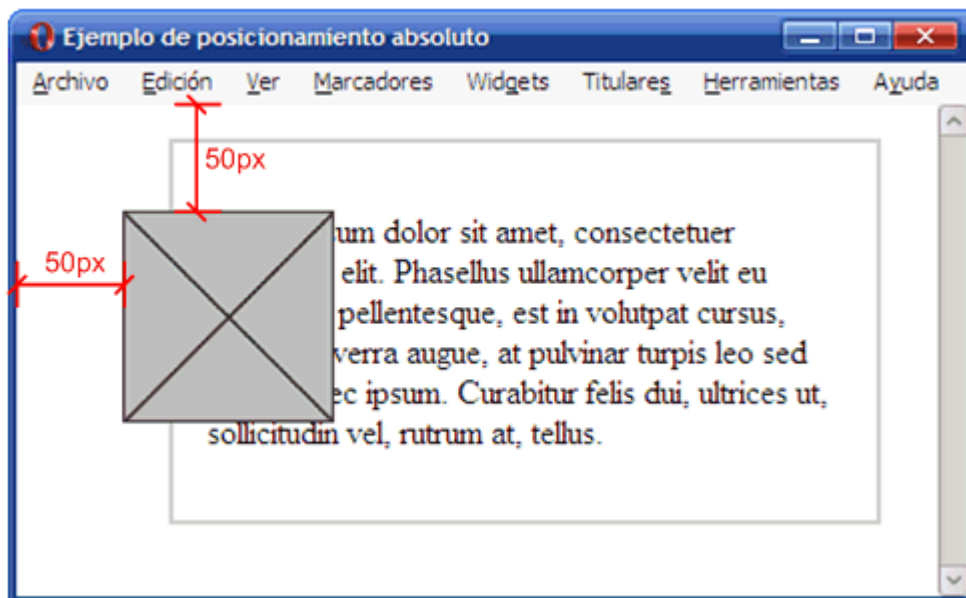 Ejemplo de posicionamiento absoluto
Archivo Edición Ver Marcadores Widgets Titulares Herramientas Ayuda
50px
50px
sum dolor sit amet, consectetuer
elit. Phasellus ullamcorper velit eu
pellentesque, est in volutpat cursus,
verra augue, at pulvinar turpis leo sed
ec ipsum. Curabitur felis dui, ultrices ut,
sollicitudin vel, rutrum at, tellus.